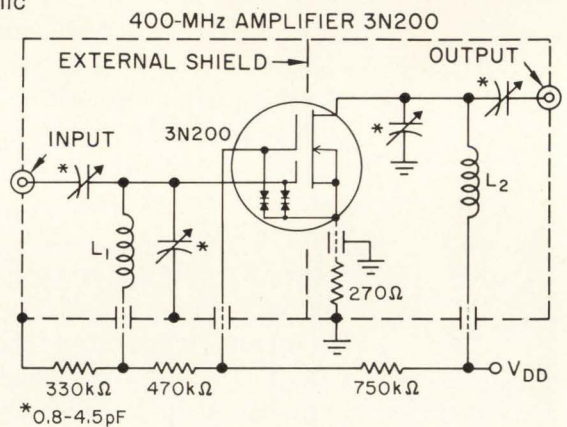 400-MHz AMPLIFIER 3N200
EXTERNAL SHIELD
OUTPUT
INPUT
3N200
*
*
*
*
L1
L2
270Ω
330kΩ
470kΩ
750kΩ
VDD
*0.8-4.5pF